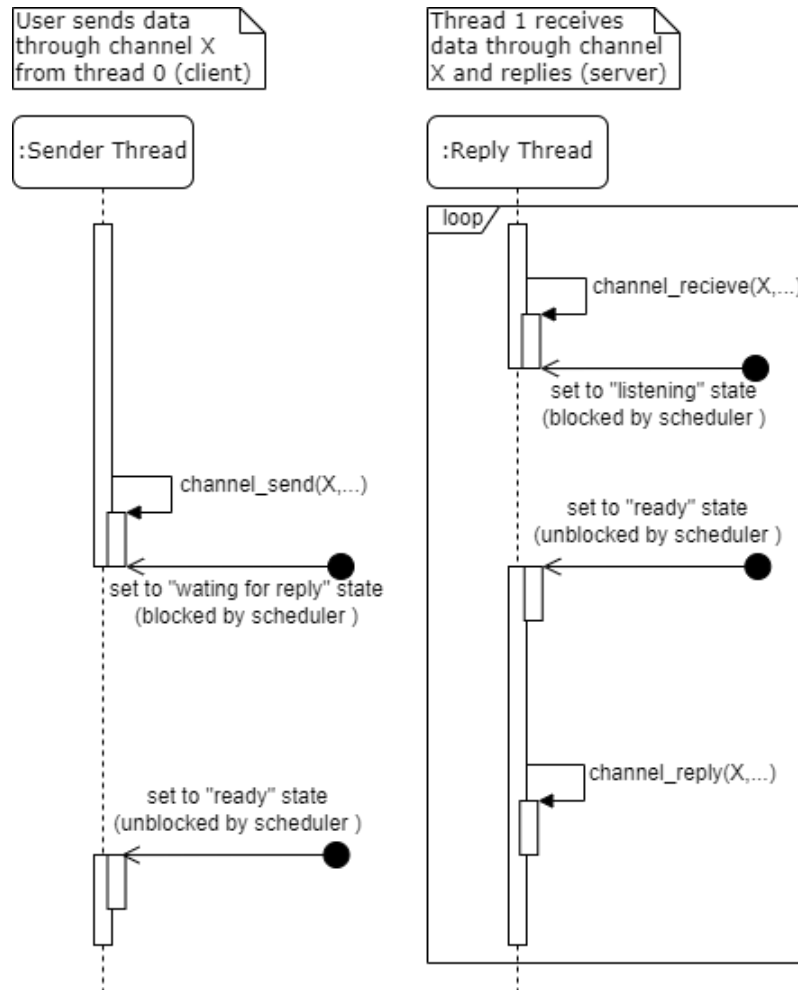 User sends data
through channel X
from thread 0 (client)
Thread 1 receives
data through channel
X and replies (server)
:Sender Thread
:Reply Thread
loop
channel_recieve(X,...)
set to "listening" state
(blocked by scheduler )
channel_send(X,...)
set to "wating for reply" state
(blocked by scheduler )
set to "ready" state
(unblocked by scheduler )
channel_reply(X,...)
set to "ready" state
(unblocked by scheduler )